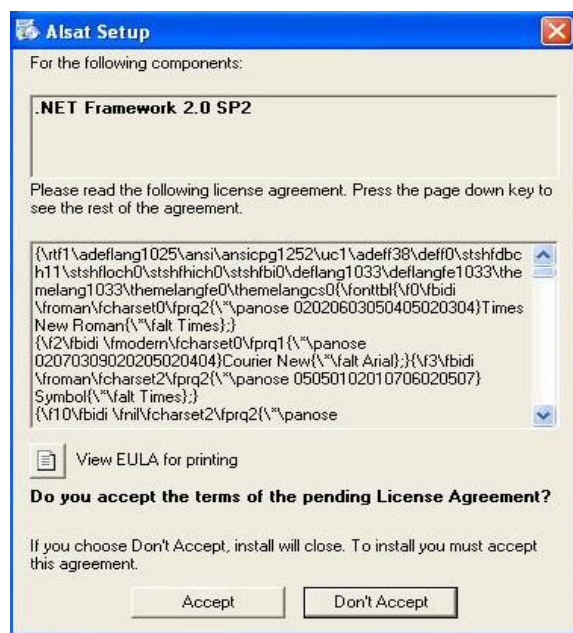 Alsat Setup
For the following components:
.NET Framework 2.0 SP2
Please read the following license agreement. Press the page down key to
see the rest of the agreement.
{\rtf1\adeflang1025\ansi\ansicpg1252\uc1\adeff38\deff0\stshfdbc
h11\stshfloch0\stshfhich0\stshfbi0\deflang1033\deflangfe1033\the
melang1033\themelangfe0\themelangcs0{\fonttbl{\f0\fbidi
\froman\fcharset0\fprq2{\*\panose 02020603050405020304}Times
New Roman{\*\falt Times};}
{\f2\fbidi \fmodern\fcharset0\fprq1{\*\panose
02070309020205020404}Courier New{\*\falt Arial};}{\f3\fbidi
\froman\fcharset2\fprq2{\*\panose 05050102010706020507}
Symbol{\*\falt Times};}
{\f10\fbidi \fnil\fcharset2\fprq2{\*\panose
View EULA for printing
Do you accept the terms of the pending License Agreement?
If you choose Don't Accept, install will close. To install you must accept
this agreement.
Accept
Don't Accept